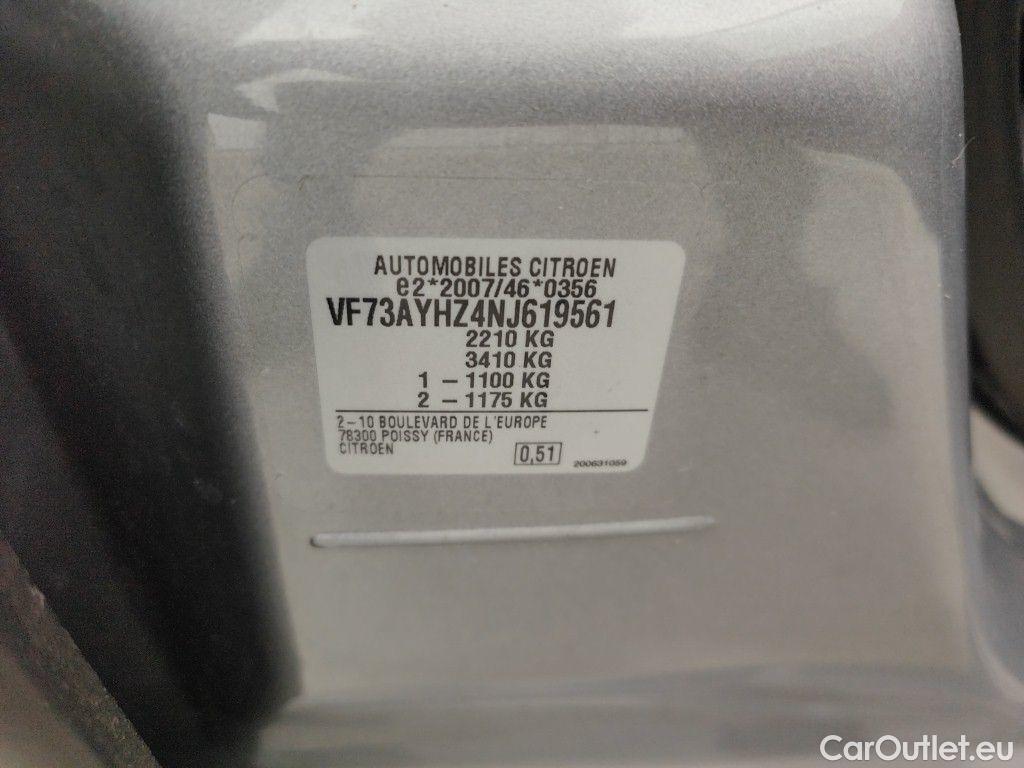 AUTOMOBILES CITROEN
e2*2007/46*0356
VF73AYHZ4NJ619561
2210 KG
3410 KG
1 – 1100 KG
2 – 1175 KG
2–10 BOULEVARD DE L'EUROPE
78300 POISSY (FRANCE)
CITROEN
0,51
200631059
CarOutlet.eu